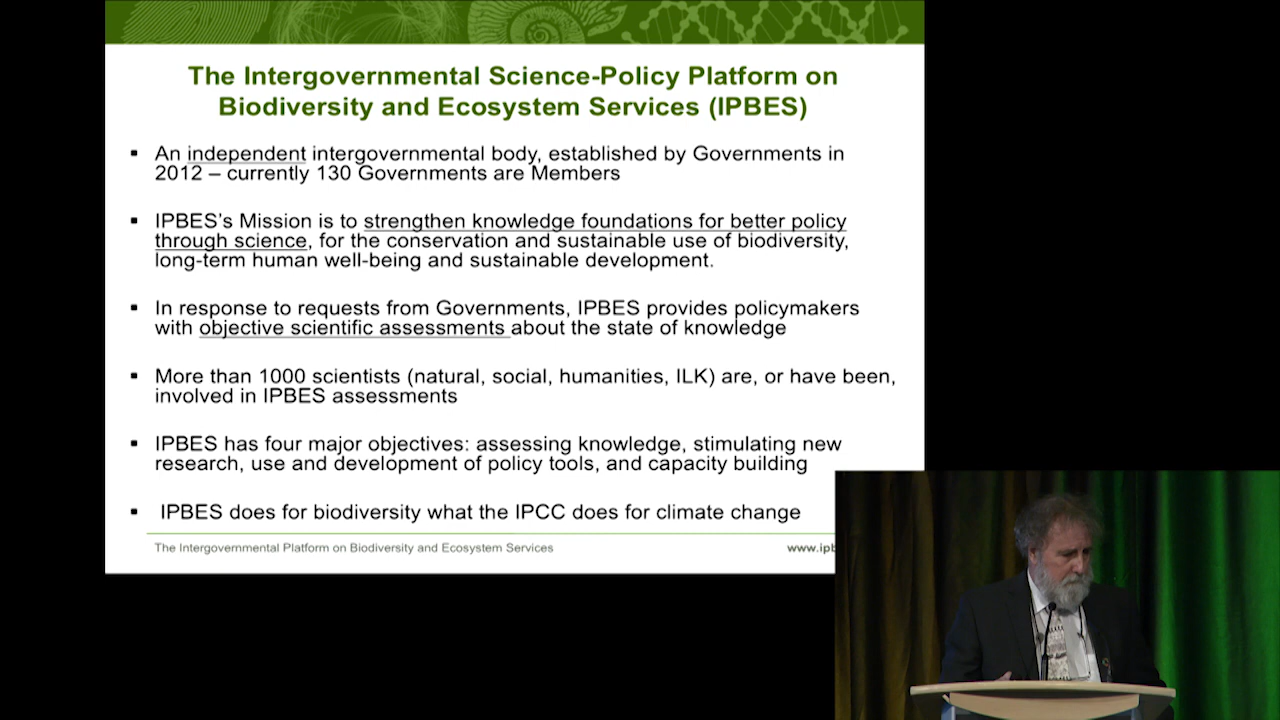 The Intergovernmental Science-Policy Platform on
Biodiversity and Ecosystem Services (IPBES)
▪ An independent intergovernmental body, established by Governments in
2012 – currently 130 Governments are Members
▪ IPBES's Mission is to strengthen knowledge foundations for better policy
through science, for the conservation and sustainable use of biodiversity,
long-term human well-being and sustainable development.
▪ In response to requests from Governments, IPBES provides policymakers
with objective scientific assessments about the state of knowledge
▪ More than 1000 scientists (natural, social, humanities, ILK) are, or have been,
involved in IPBES assessments
▪ IPBES has four major objectives: assessing knowledge, stimulating new
research, use and development of policy tools, and capacity building
▪ IPBES does for biodiversity what the IPCC does for climate change
The Intergovernmental Platform on Biodiversity and Ecosystem Services